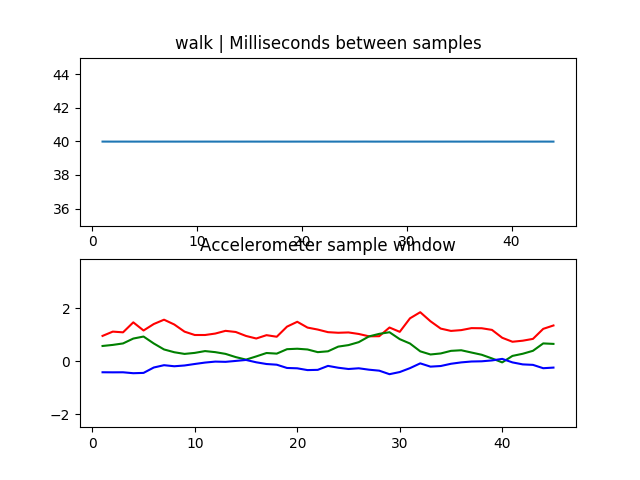 walk | Milliseconds between samples
44
42
40
38
36
0 10 20 30 40
Accelerometer sample window
2
0
−2
0 10 20 30 40